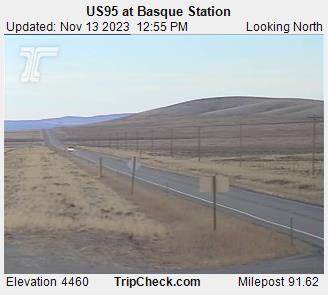 US95 at Basque Station
Updated: Nov 13 2023 12:55 PM Looking North
Elevation 4460 TripCheck.com Milepost 91.62